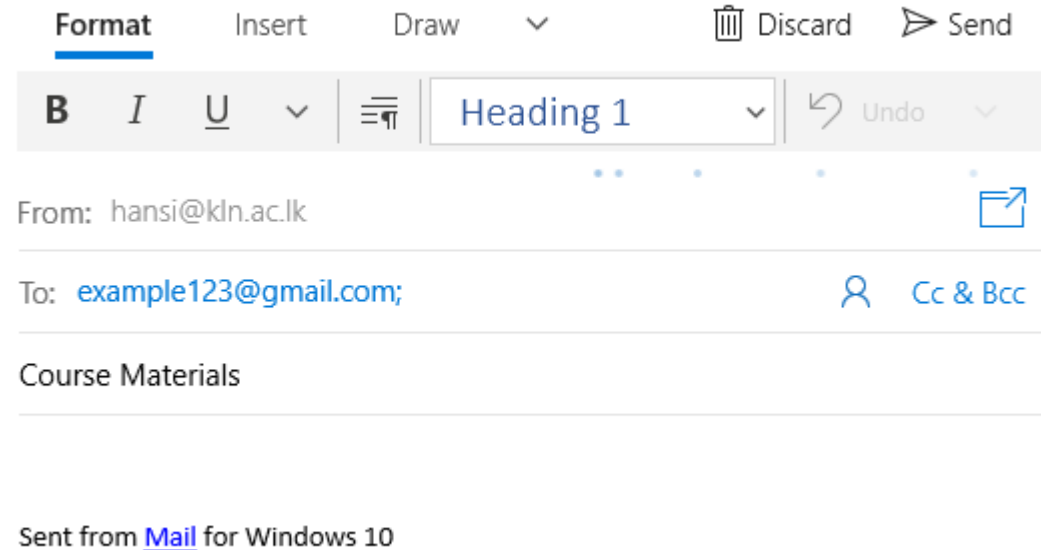 Format Insert Draw Discard Send
B I U Heading 1 Undo
From: hansi@kln.ac.lk
To: example123@gmail.com; Cc & Bcc
Course Materials
Sent from Mail for Windows 10